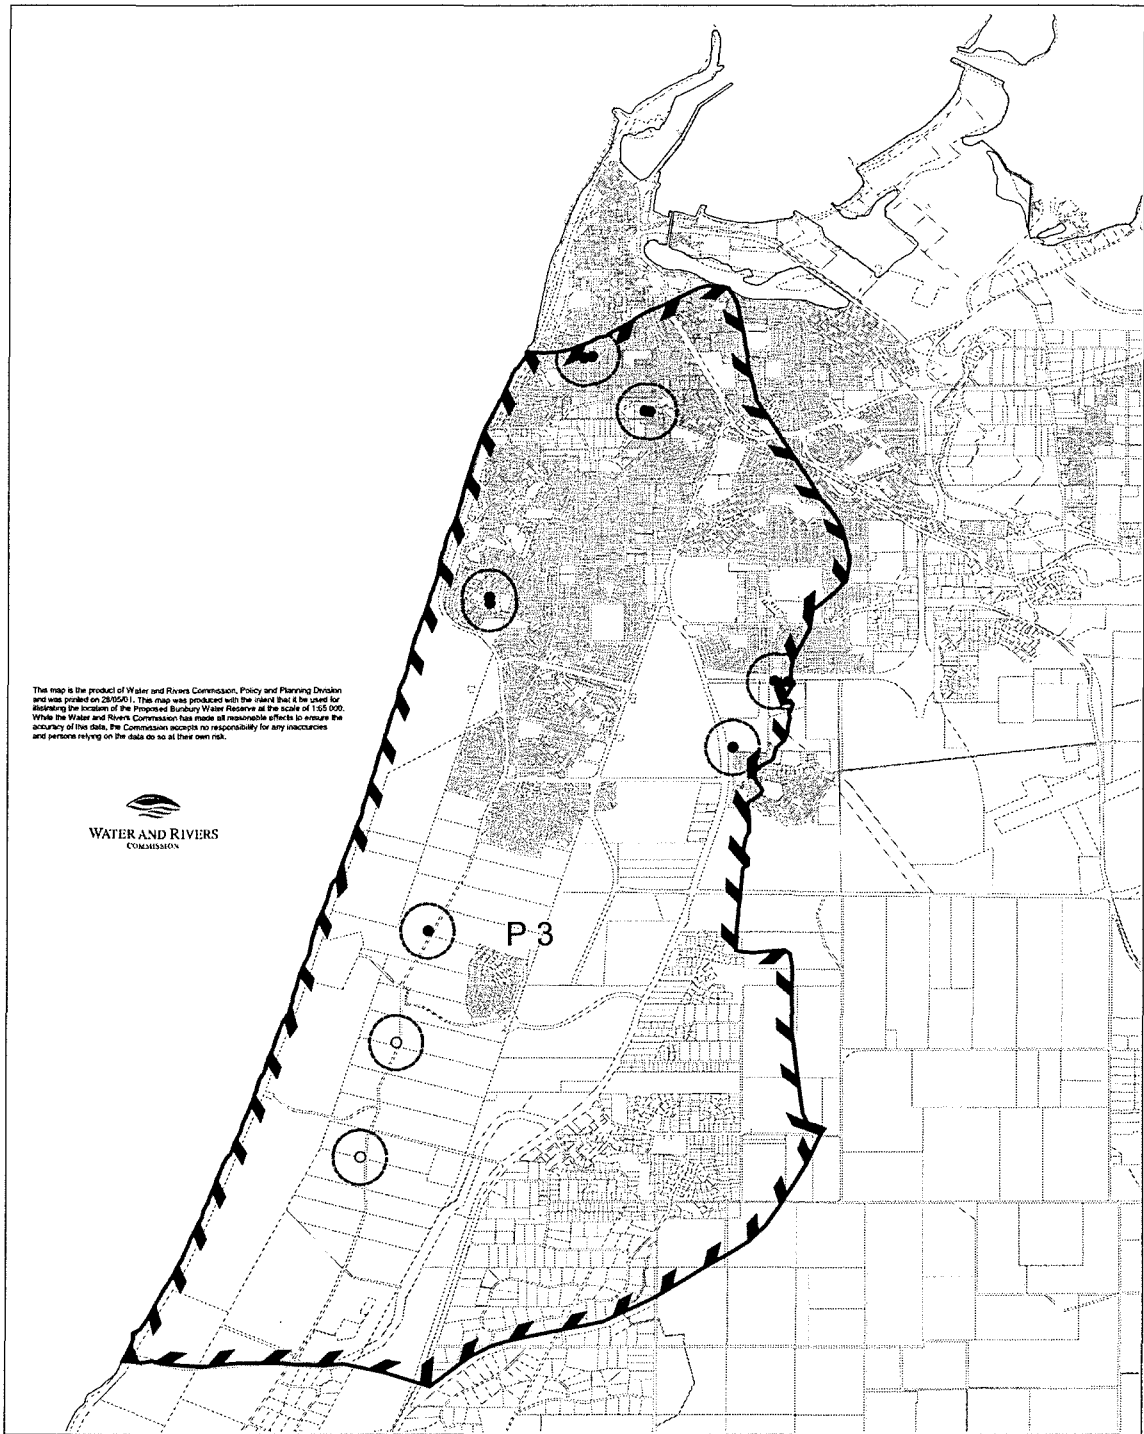 This map is the product of Water and Rivers Commission, Policy and Planning Division
and was printed on 28/05/01. This map was produced with the intent that it be used for
illustrating the location of the Proposed Bunbury Water Reserve at the scale of 1:65 000.
While the Water and Rivers Commission has made all reasonable effects to ensure the
accuracy of this data, the Commission accepts no responsibility for any inaccuracies
and persons relying on the data do so at their own risk.
WATER AND RIVERS
COMMISSION
P 3